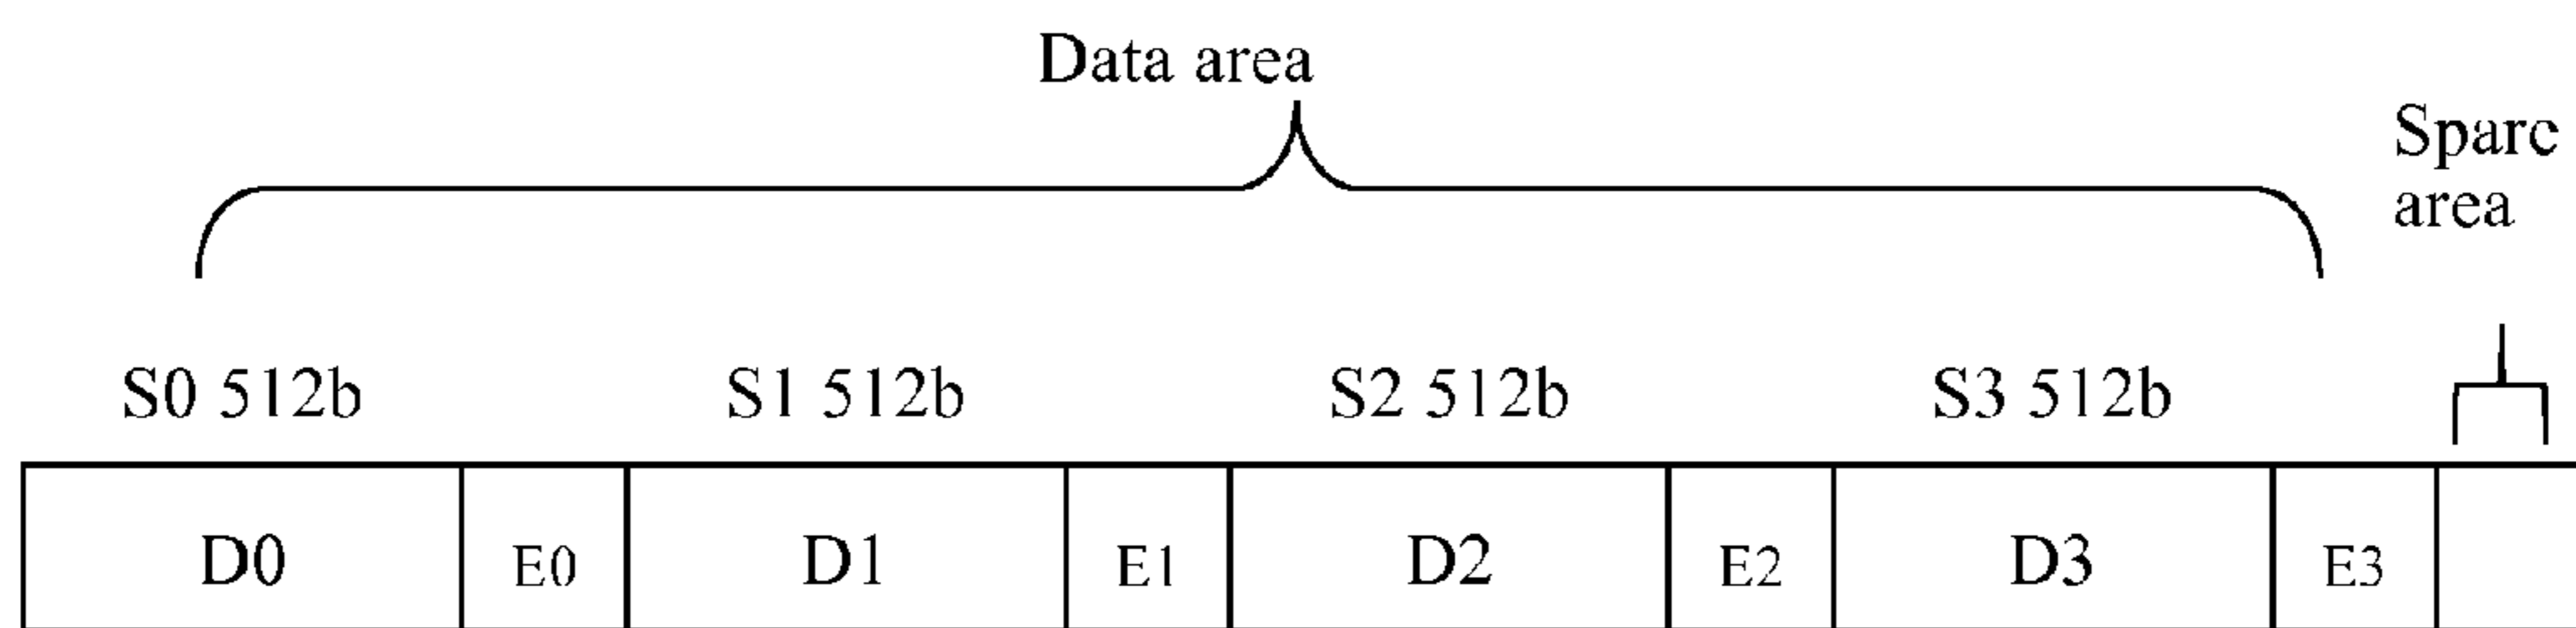 Data area
Spare
area
S0 512b
S1 512b
S2 512b
S3 512b
D0
E0
D1
E1
D2
E2
D3
E3